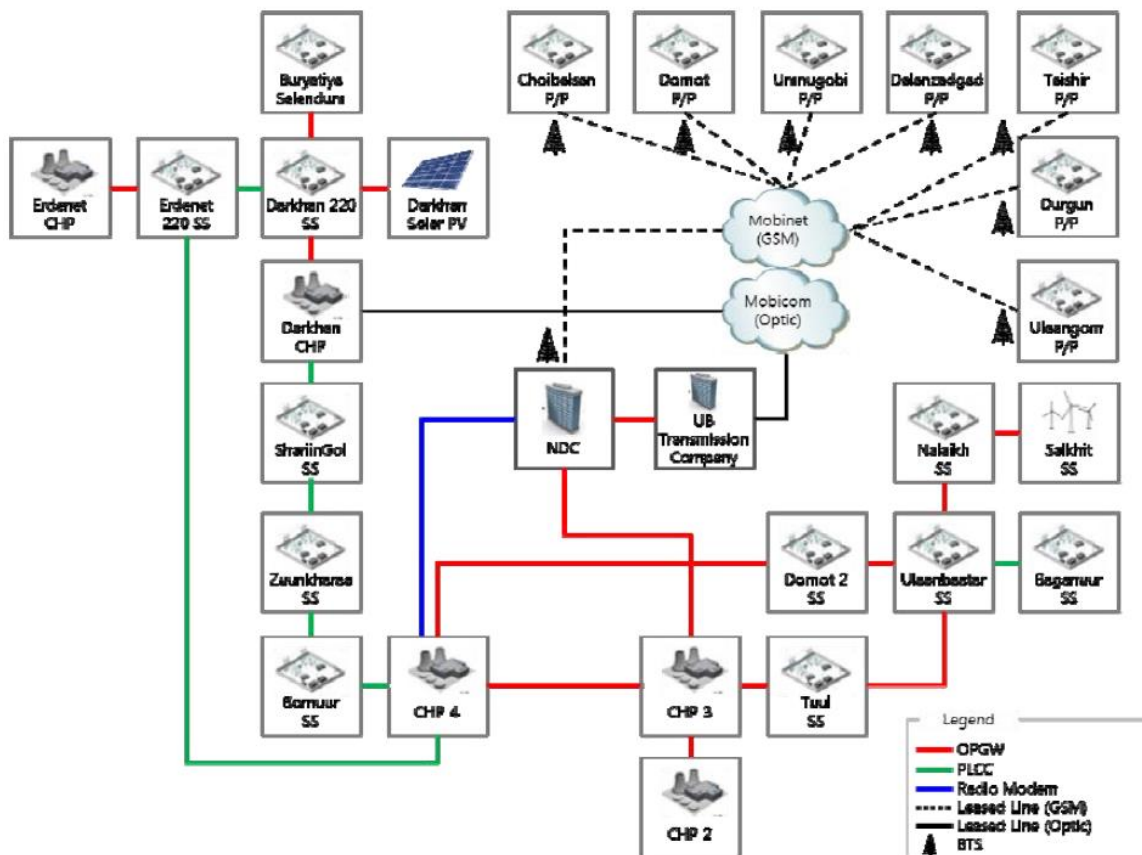 Buryatiya
Selendum
Choibalsan
P/P
Dornot
P/P
Umnugobi
P/P
Dalanzadgad
P/P
Taishir
P/P
Erdenet
CHP
Erdenet
220 SS
Darkhan 220
SS
Darkhan
Solar PV
Mobinet
(GSM)
Durgun
P/P
Darkhan
CHP
Mobicom
(Optic)
Ulaangom
P/P
ShariinGol
SS
NDC
UB
Transmission
Company
Nalaikh
SS
Salkhit
SS
Zuunkharaa
SS
Dornot 2
SS
Ulaanbaatar
SS
Baganuur
SS
Bornuur
SS
CHP 4
CHP 3
Tuul
SS
CHP 2
Legend
OPGW
PLCC
Radio Modem
Leased Line (GSM)
Leased Line (Optic)
BTS